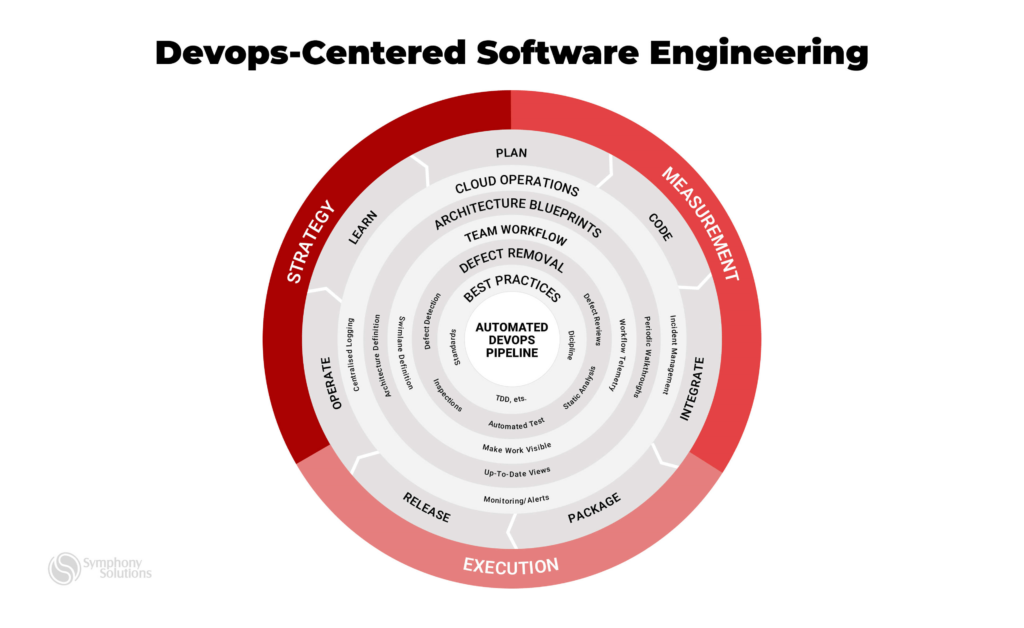 Devops-Centered Software Engineering
STRATEGY
MEASUREMENT
EXECUTION
PLAN
CODE
INTEGRATE
PACKAGE
RELEASE
OPERATE
LEARN
CLOUD OPERATIONS
Incident Management
Monitoring/Alerts
Centralised Logging
ARCHITECTURE BLUEPRINTS
Periodic Walkthroughs
Up-To-Date Views
Architecture Definition
TEAM WORKFLOW
Workflow Telemetry
Make Work Visible
Swimlane Definition
DEFECT REMOVAL
Defect Reviews
Static Analysis
Automated Test
Inspections
Defect Detection
BEST PRACTICES
Dicipline
TDD, ets.
Standards
AUTOMATED
DEVOPS
PIPELINE
Symphony
Solutions